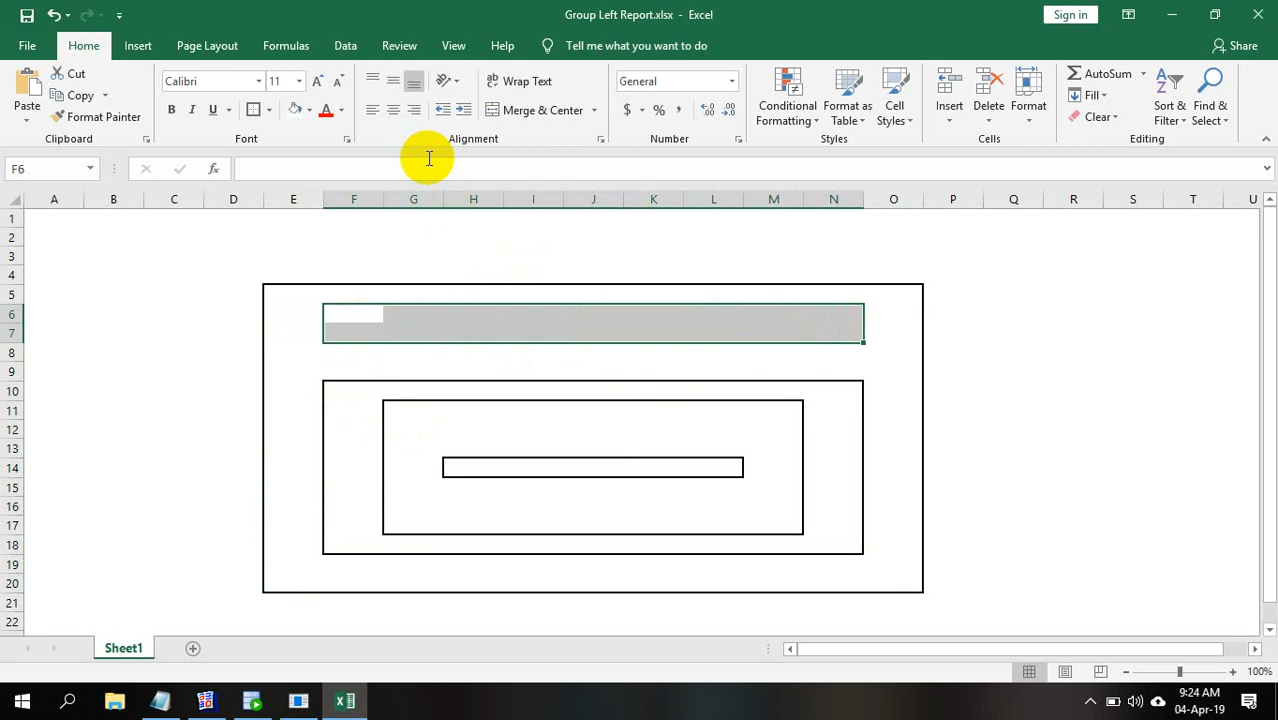 Group Left Report.xlsx - Excel
Sign in
File Home Insert Page Layout Formulas Data Review View Help Tell me what you want to do Share
Paste
Cut
Copy
Format Painter
Clipboard
Calibri 11
B I U A
Font
Wrap Text
Merge & Center
Alignment
General
$ % ,
Number
Conditional Formatting
Format as Table
Cell Styles
Styles
Insert
Delete
Format
Cells
AutoSum
Fill
Clear
Sort & Filter
Find & Select
Editing
F6 fx
A B C D E F G H I J K L M N O P Q R S T U
1
2
3
4
5
6
7
8
9
10
11
12
13
14
15
16
17
18
19
20
21
22
Sheet1
100%
9:24 AM
04-Apr-19